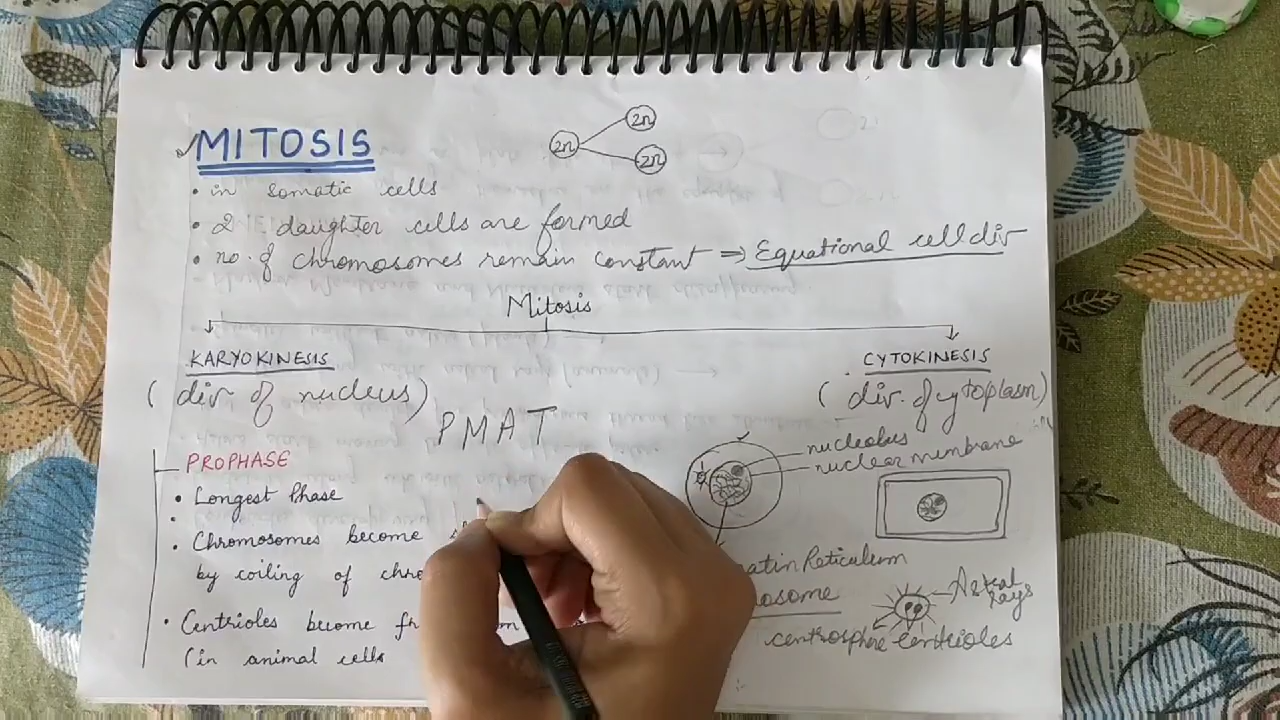 MITOSIS
2n
2n
2n
• in somatic cells
• 2 daughter cells are formed
• no. of chromosomes remain constant ⇒ Equational cell div
Mitosis
KARYOKINESIS
(div of nucleus)
CYTOKINESIS
(div. of cytoplasm)
PMAT
PROPHASE
• Longest Phase
• Chromosomes become
by coiling of
• Centrioles become
(in animal cells
nucleolus
nuclear membrane
Reticulum
Astral
Rays
centrosphere centrioles